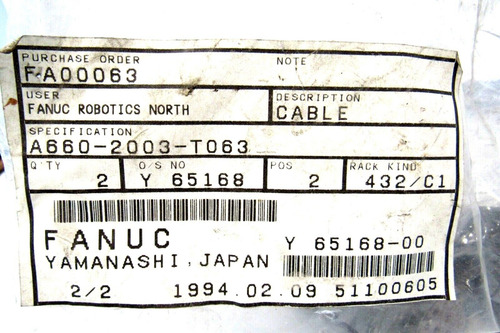 PURCHASE ORDER NOTE
FA00063
USER DESCRIPTION
FANUC ROBOTICS NORTH CABLE
SPECIFICATION
A660-2003-T063
Q'TY O/S NO POS RACK KIND
2 Y 65168 2 432/C1
FANUC Y 65168-00
YAMANASHI, JAPAN
2/2 1994.02.09 51100605